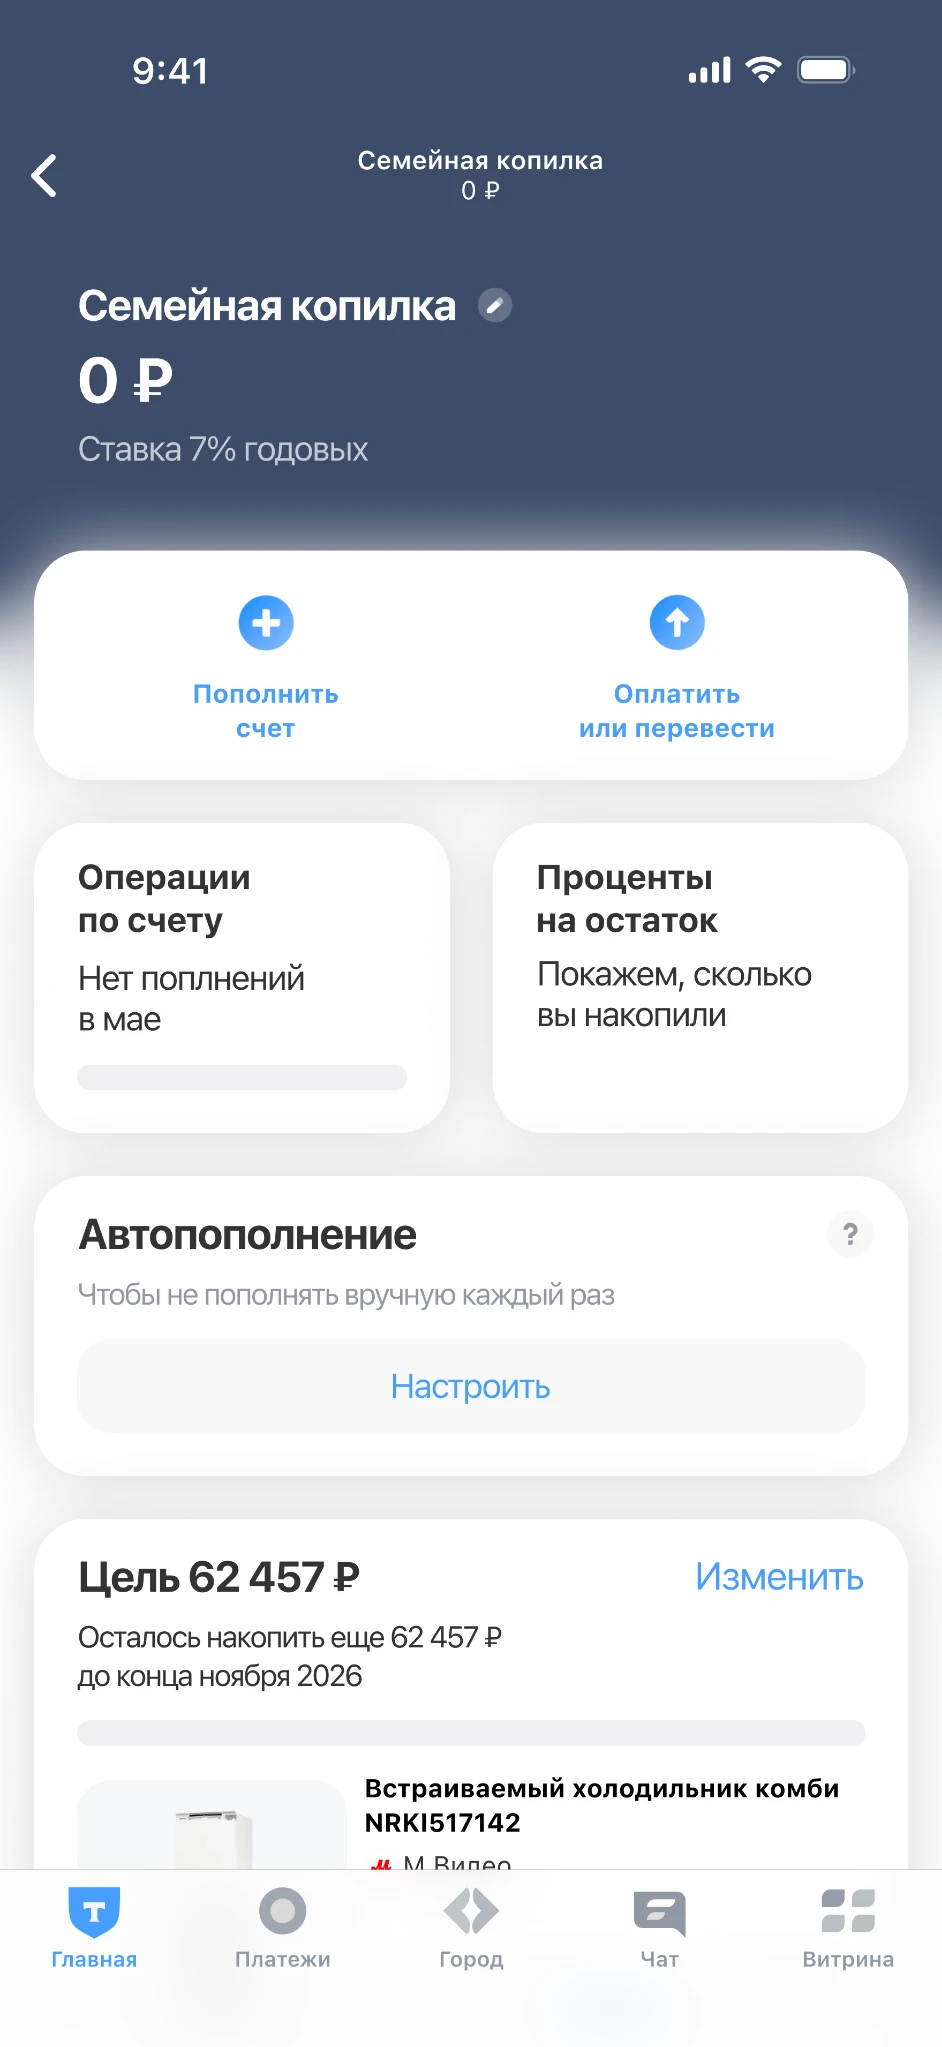 9:41
Семейная копилка
0 ₽
Семейная копилка
0 ₽
Ставка 7% годовых
Пополнить
счет
Оплатить
или перевести
Операции
по счету
Нет поплнений
в мае
Проценты
на остаток
Покажем, сколько
вы накопили
Автопополнение
?
Чтобы не пополнять вручную каждый раз
Настроить
Цель 62 457 ₽
Изменить
Осталось накопить еще 62 457 ₽
до конца ноября 2026
Встраиваемый холодильник комби
NRKI517142
М.Видео
Т
Главная
Платежи
Город
Чат
Витрина